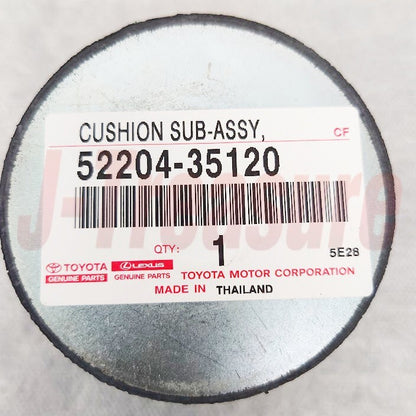 CUSHION SUB-ASSY, CF
52204-35120
QTY: 1 5E28
TOYOTA LEXUS TOYOTA MOTOR CORPORATION
GENUINE PARTS GENUINE PARTS
MADE IN THAILAND
J-Treasure